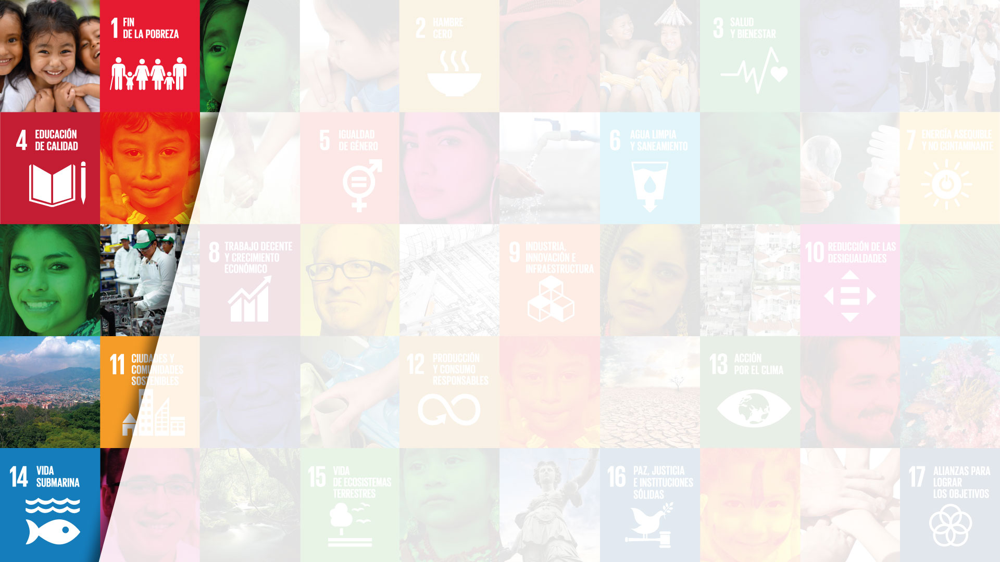 1 FIN
DE LA POBREZA
2 HAMBRE
CERO
3 SALUD
Y BIENESTAR
4 EDUCACIÓN
DE CALIDAD
5 IGUALDAD
DE GÉNERO
6 AGUA LIMPIA
Y SANEAMIENTO
7 ENERGÍA ASEQUIBLE
Y NO CONTAMINANTE
8 TRABAJO DECENTE
Y CRECIMIENTO
ECONÓMICO
9 INDUSTRIA,
INNOVACIÓN E
INFRAESTRUCTURA
10 REDUCCIÓN DE LAS
DESIGUALDADES
11 CIUDADES Y
COMUNIDADES
SOSTENIBLES
12 PRODUCCIÓN
Y CONSUMO
RESPONSABLES
13 ACCIÓN
POR EL CLIMA
14 VIDA
SUBMARINA
15 VIDA
DE ECOSISTEMAS
TERRESTRES
16 PAZ, JUSTICIA
E INSTITUCIONES
SÓLIDAS
17 ALIANZAS PARA
LOGRAR
LOS OBJETIVOS